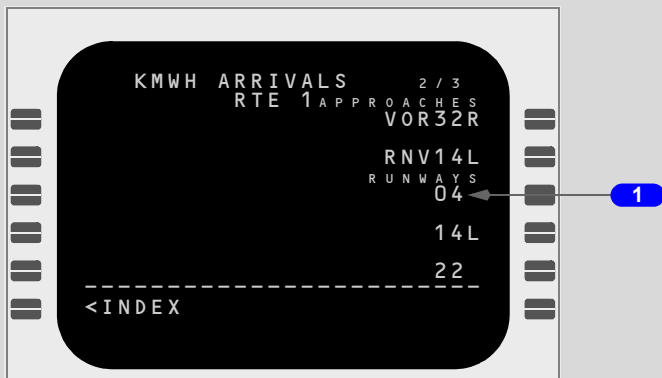 KMWH ARRIVALS 2/3
RTE 1 APPROACHES
VOR32R
RNV14L
RUNWAYS
04
1
14L
22
------------------------
<INDEX